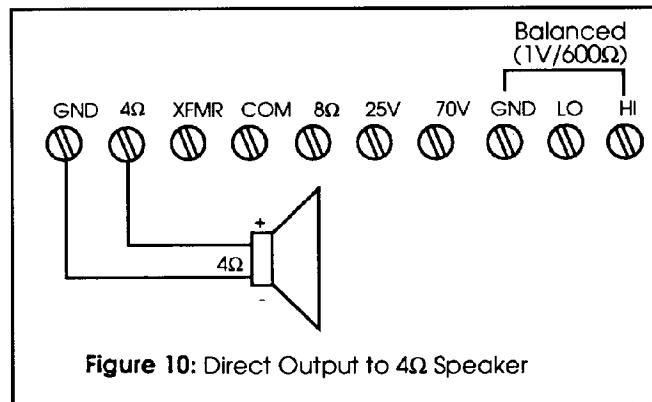 Balanced
(1V/600Ω)
GND 4Ω XFMR COM 8Ω 25V 70V GND LO HI
+
4Ω
-
Figure 10: Direct Output to 4Ω Speaker